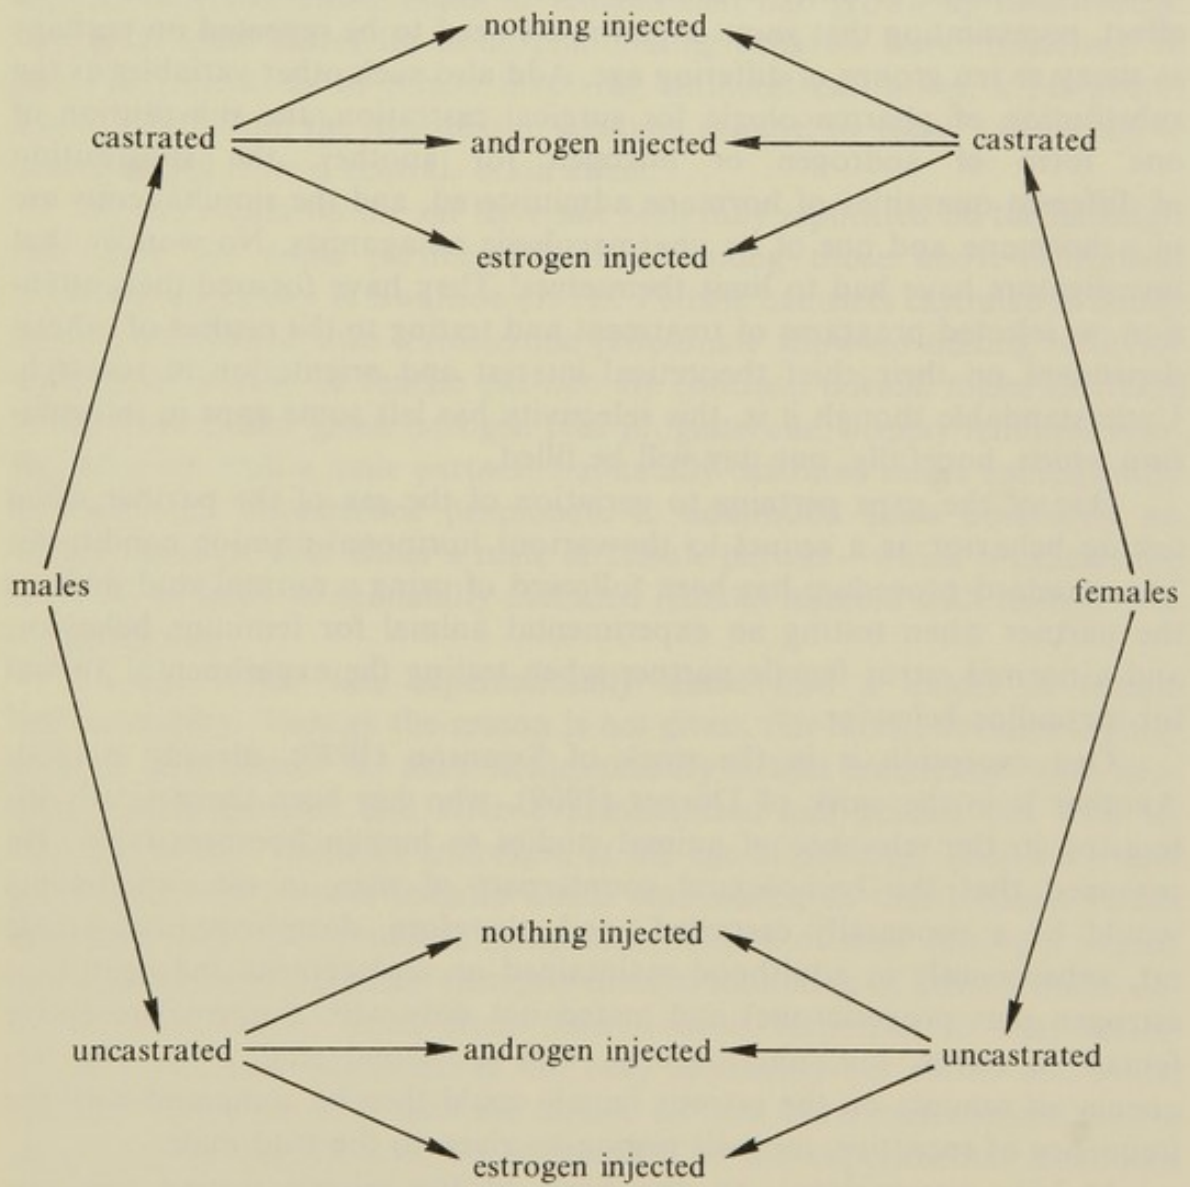 nothing injected
castrated
androgen injected
castrated
estrogen injected
males
females
nothing injected
uncastrated
androgen injected
uncastrated
estrogen injected